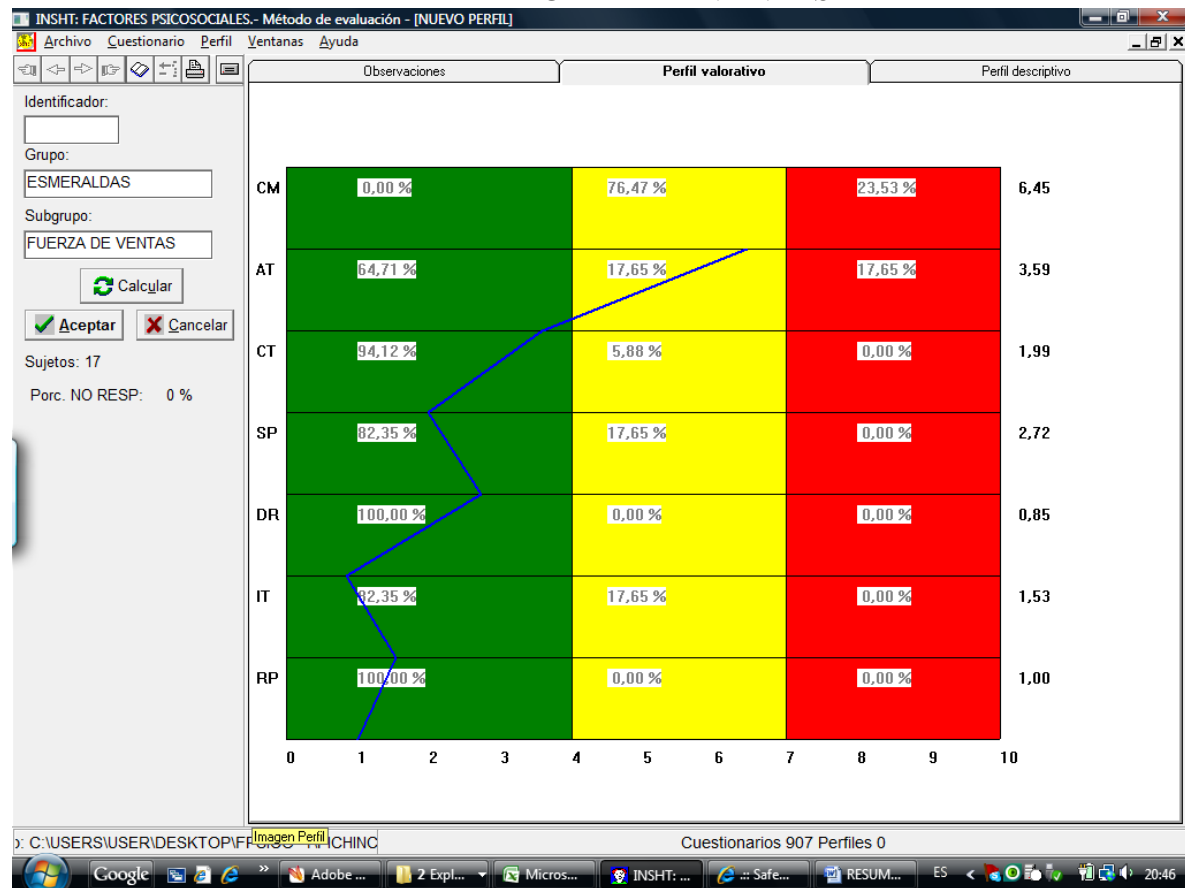 INSHT: FACTORES PSICOSOCIALES.- Método de evaluación - [NUEVO PERFIL]
Archivo Cuestionario Perfil Ventanas Ayuda
Observaciones Perfil valorativo Perfil descriptivo
Identificador:
Grupo:
ESMERALDAS
Subgrupo:
FUERZA DE VENTAS
Calcular
Aceptar Cancelar
Sujetos: 17
Porc. NO RESP: 0 %
CM 0,00 % 76,47 % 23,53 % 6,45
AT 64,71 % 17,65 % 17,65 % 3,59
CT 94,12 % 5,88 % 0,00 % 1,99
SP 82,35 % 17,65 % 0,00 % 2,72
DR 100,00 % 0,00 % 0,00 % 0,85
IT 82,35 % 17,65 % 0,00 % 1,53
RP 100,00 % 0,00 % 0,00 % 1,00
0 1 2 3 4 5 6 7 8 9 10
Imagen Perfil
C:\USERS\USER\DESKTOP\ Cuestionarios 907 Perfiles 0
Google Adobe ... 2 Expl... Micros... INSHT: ... .:: Safe... RESUM... ES 20:46